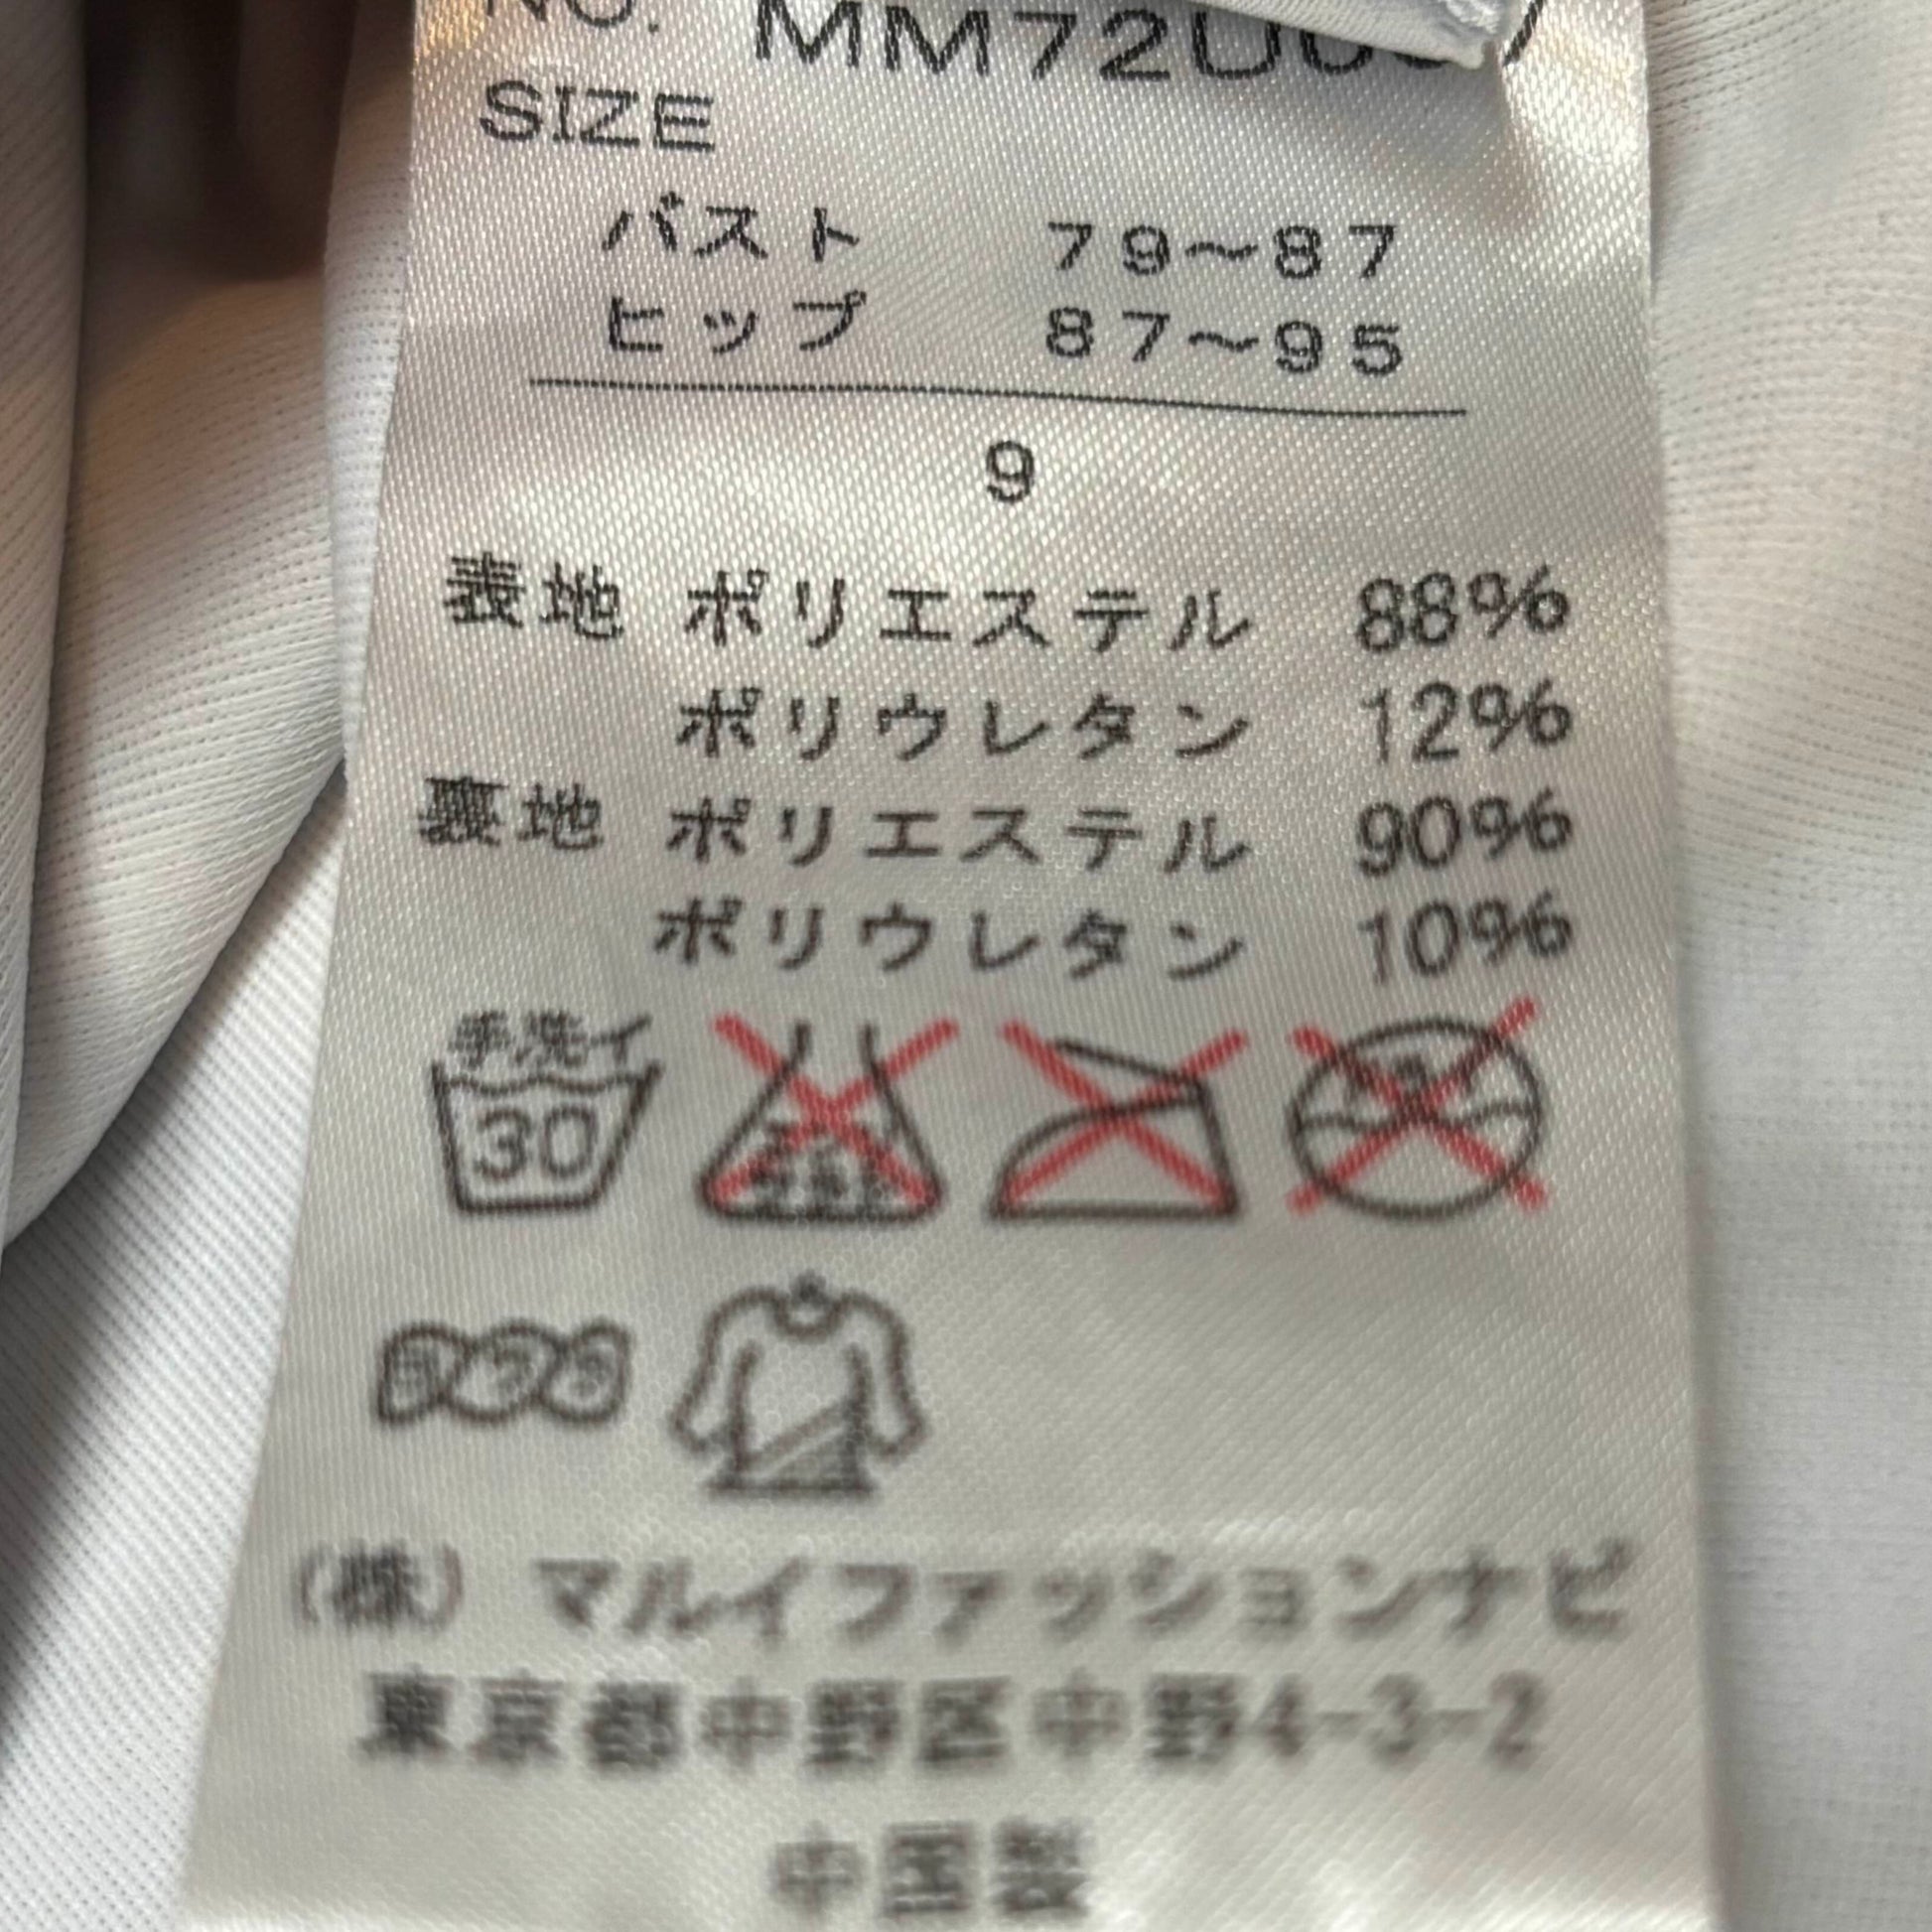 NO.
SIZE
バスト 79～87
ヒップ 87～95
9
表地 ポリエステル 88%
ポリウレタン 12%
裏地 ポリエステル 90%
ポリウレタン 10%
手洗イ
30
(株) マルイファッションナビ
東京都中野区中野4-3-2
中国製